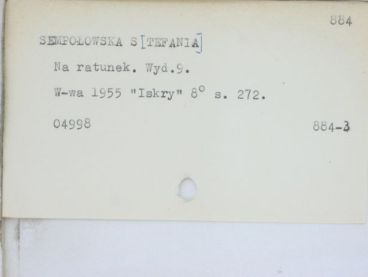 884
SEMPOŁOWSKA S[TEFANIA]
Na ratunek. Wyd.9.
W-wa 1955 "Iskry" 8° s. 272.
04998 884-3